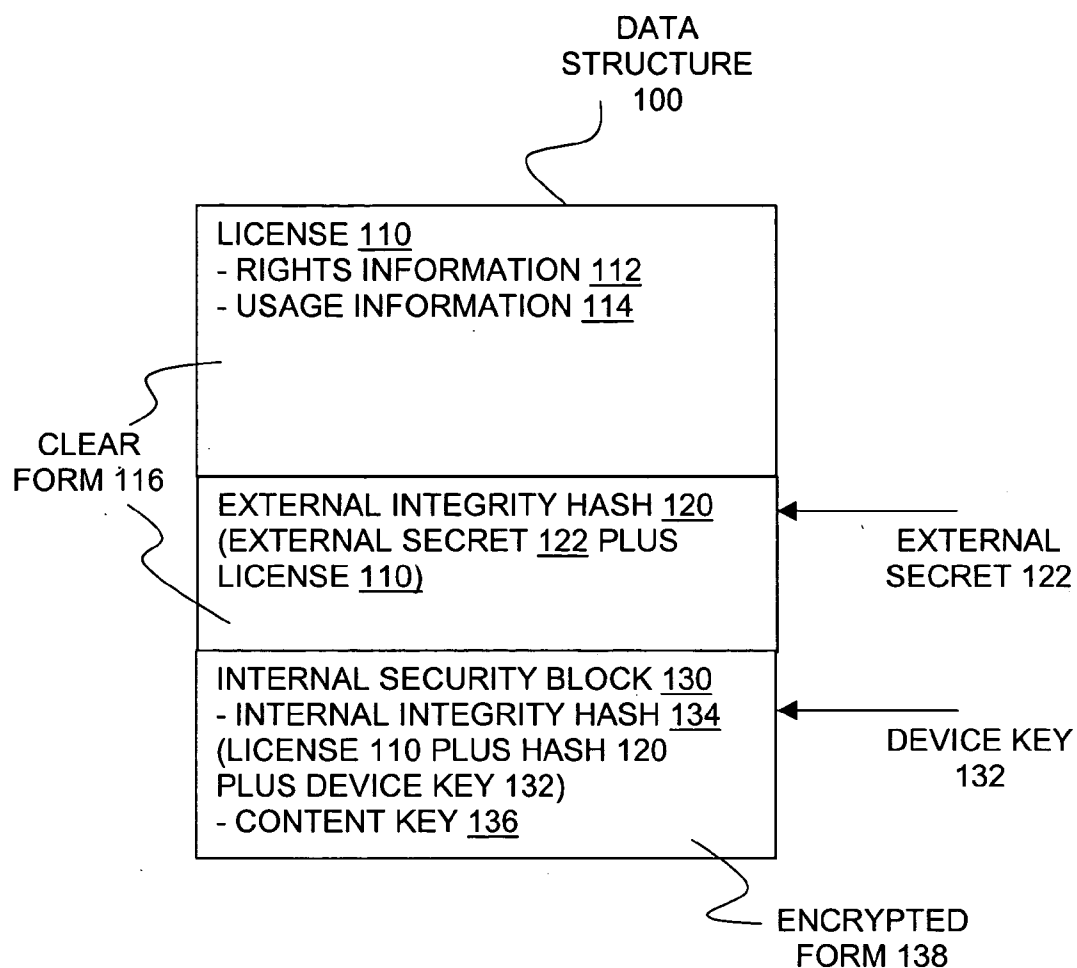 DATA
STRUCTURE
100
LICENSE 110
- RIGHTS INFORMATION 112
- USAGE INFORMATION 114
CLEAR
FORM 116
EXTERNAL INTEGRITY HASH 120
(EXTERNAL SECRET 122 PLUS
LICENSE 110)
EXTERNAL
SECRET 122
INTERNAL SECURITY BLOCK 130
- INTERNAL INTEGRITY HASH 134
(LICENSE 110 PLUS HASH 120
PLUS DEVICE KEY 132)
- CONTENT KEY 136
DEVICE KEY
132
ENCRYPTED
FORM 138